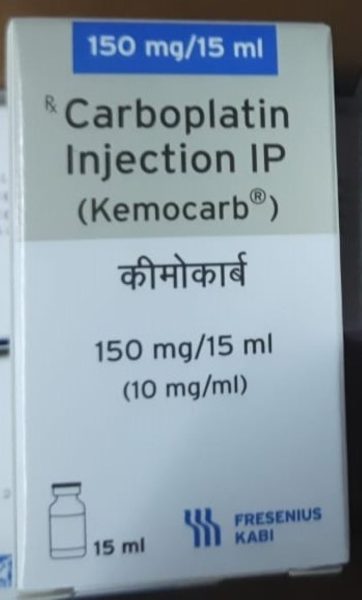 150 mg/15 ml
℞ Carboplatin
Injection IP
(Kemocarb®)
कीमोकार्ब
150 mg/15 ml
(10 mg/ml)
15 ml
FRESENIUS
KABI